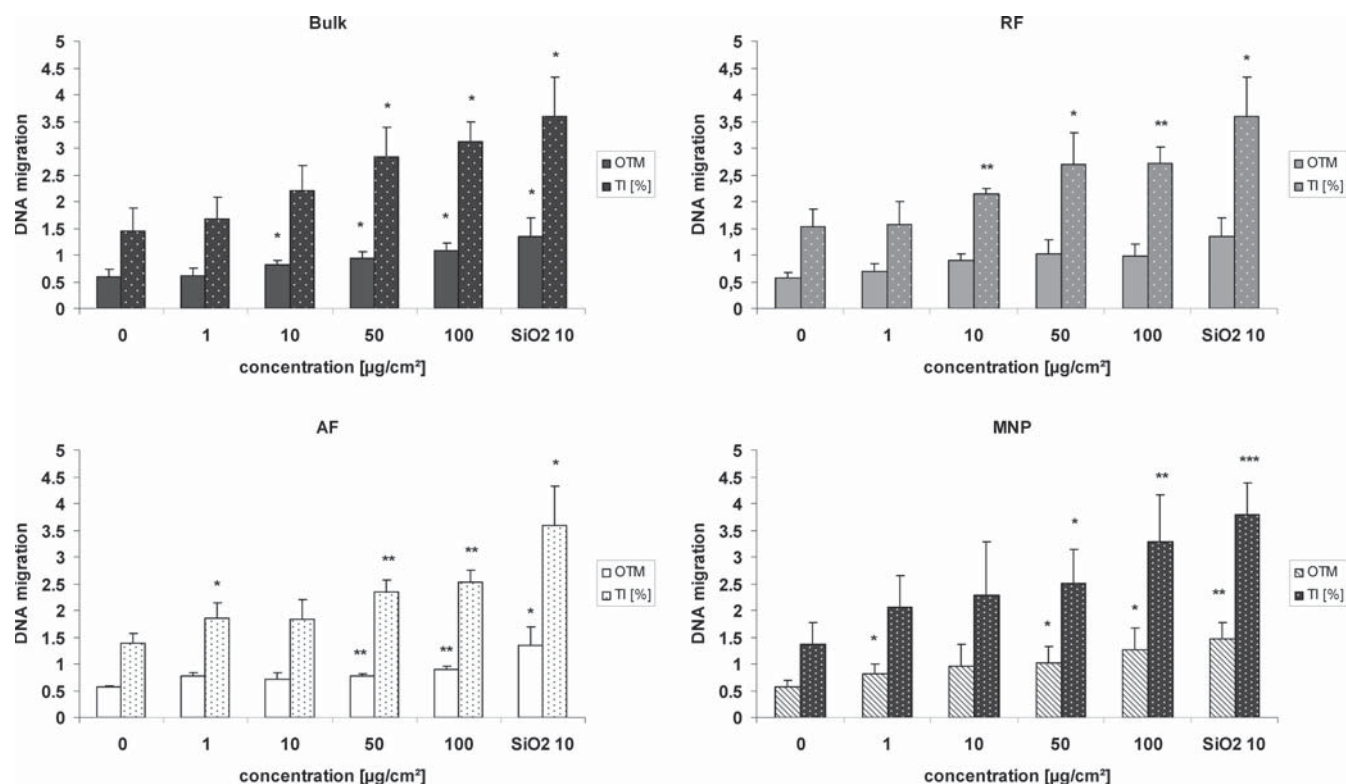 Bulk
5
4.5
4
3.5
3
2.5
2
1.5
1
0.5
0
DNA migration
* * *
* * * *
0 1 10 50 100 SiO2 10
concentration [µg/cm²]
OTM
TI [%]
RF
5
4,5
4
3,5
3
2,5
2
1,5
1
0,5
0
DNA migration
** * ** *
0 1 10 50 100 SiO2 10
concentration [µg/cm²]
OTM
TI [%]
AF
5
4.5
4
3.5
3
2.5
2
1.5
1
0.5
0
DNA migration
* ** ** *
** ** *
0 1 10 50 100 SiO2 10
concentration [µg/cm²]
OTM
TI [%]
MNP
5
4.5
4
3.5
3
2.5
2
1.5
1
0.5
0
DNA migration
* ** ***
* * * **
0 1 10 50 100 SiO2 10
concentration [µg/cm²]
OTM
TI [%]